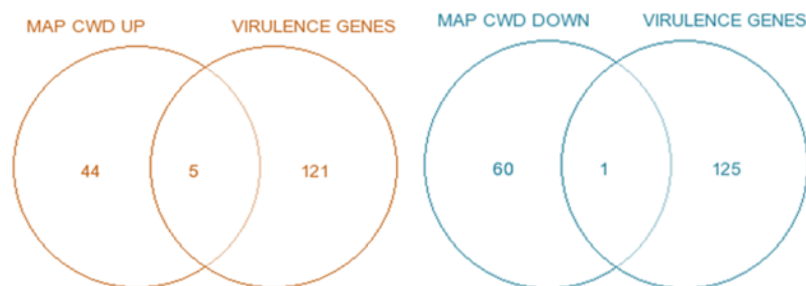 MAP CWD UP VIRULENCE GENES
44 5 121
MAP CWD DOWN VIRULENCE GENES
60 1 125